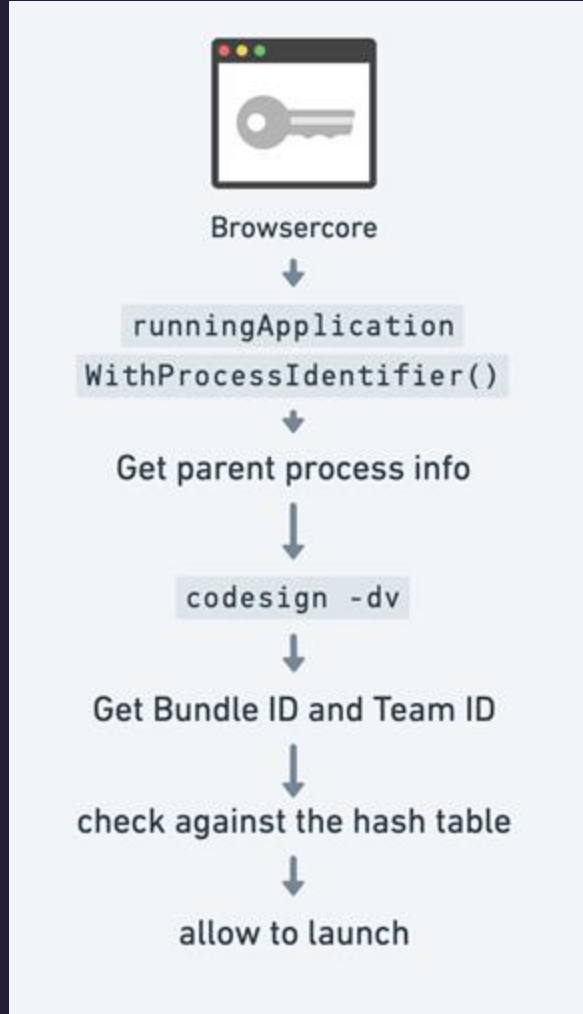 Browsercore
runningApplication
WithProcessIdentifier()
Get parent process info
codesign -dv
Get Bundle ID and Team ID
check against the hash table
allow to launch